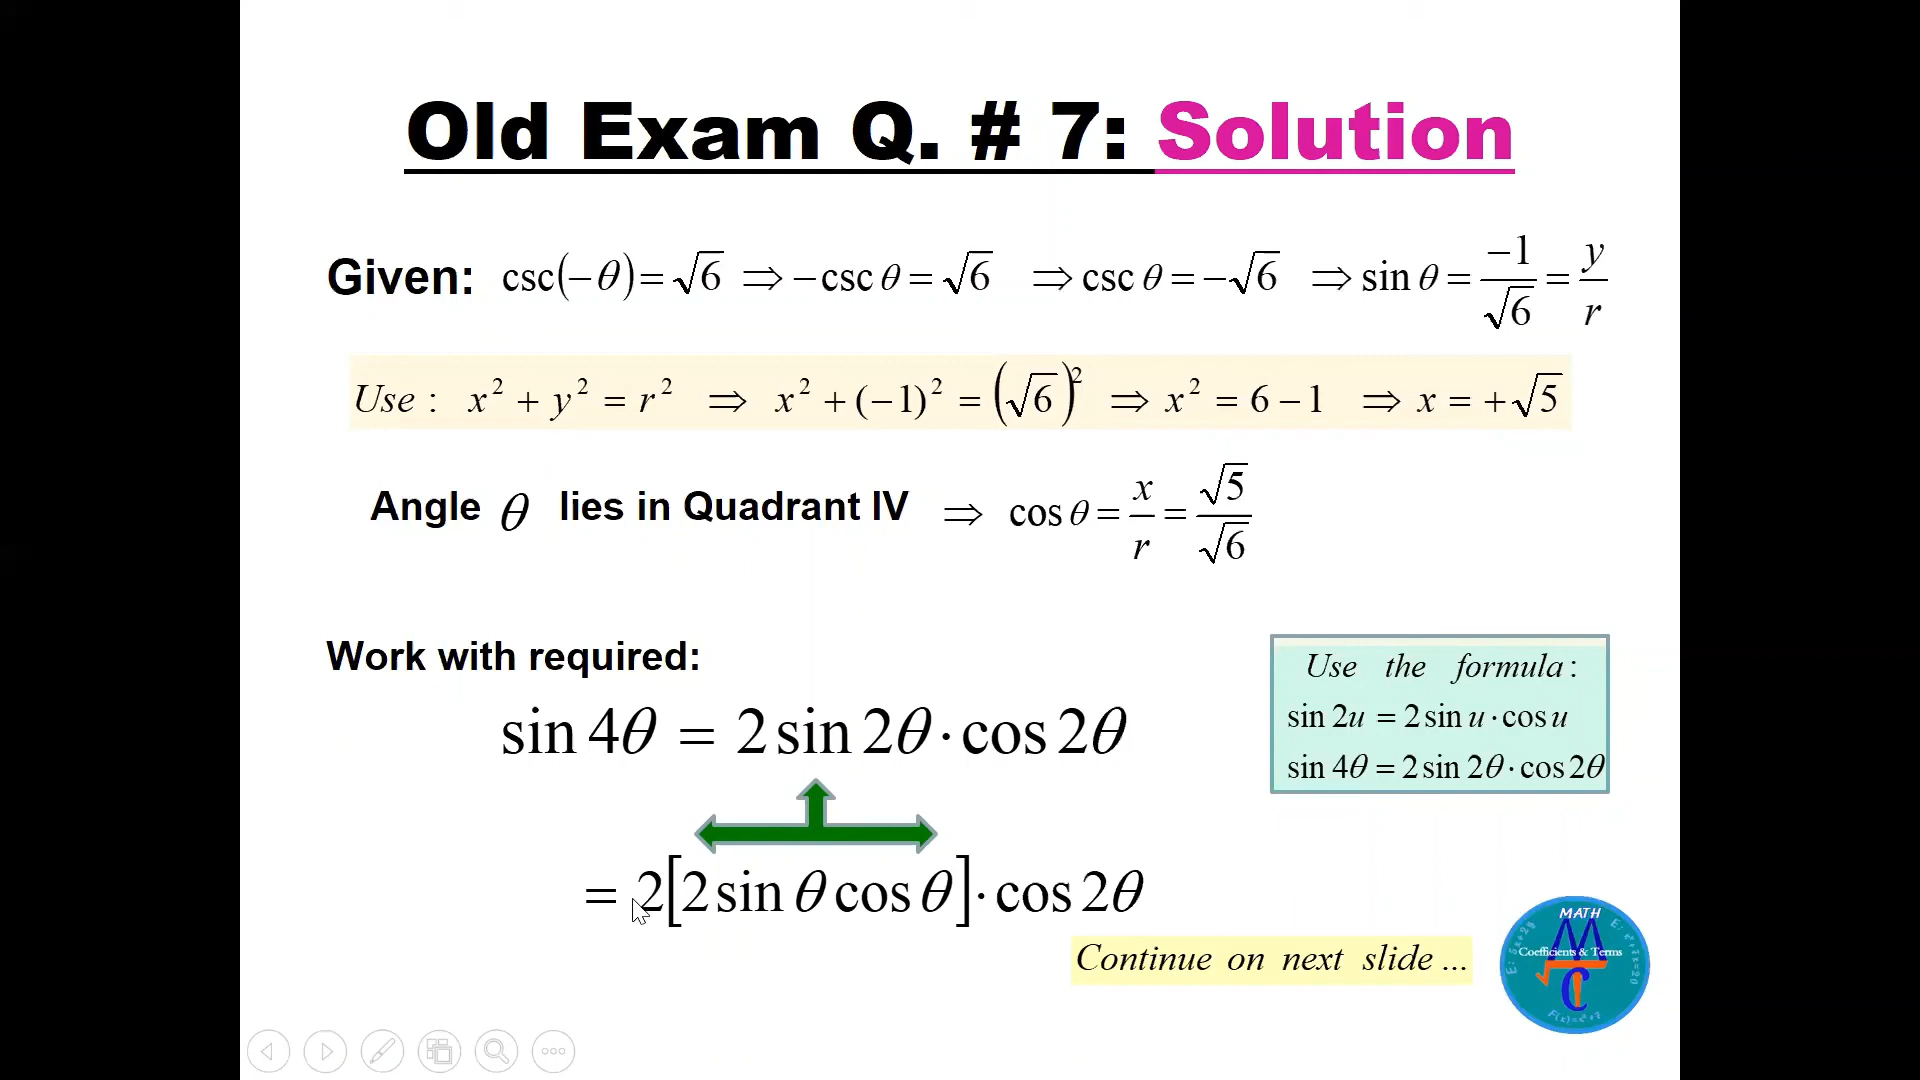 Old Exam Q. # 7: Solution
Given: csc(−θ) = √6 ⇒ −csc θ = √6 ⇒ csc θ = −√6 ⇒ sin θ = −1/√6 = y/r
Use : x² + y² = r² ⇒ x² + (−1)² = (√6)² ⇒ x² = 6 − 1 ⇒ x = +√5
Angle θ lies in Quadrant IV ⇒ cos θ = x/r = √5/√6
Work with required:
sin 4θ = 2 sin 2θ · cos 2θ
= 2[2 sin θ cos θ] · cos 2θ
Use the formula :
sin 2u = 2 sin u · cos u
sin 4θ = 2 sin 2θ · cos 2θ
Continue on next slide ...
MATH
M
Coefficients & Terms
C